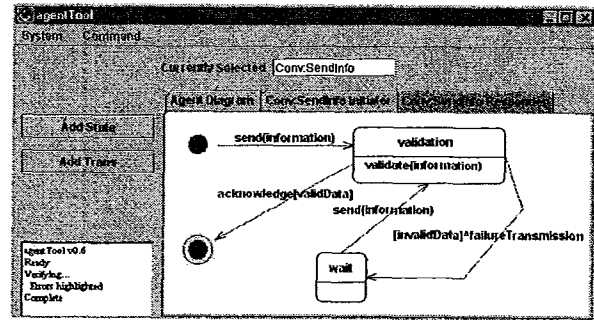 agentTool
System Command
Currently Selected Conv:SendInfo
Agent Diagram Conv:SendInfo Initiator Conv:SendInfo Responder
Add State
send(information)
validation
Add Trans
validate(information)
acknowledge[validData]
send(information)
[invalidData]^failureTransmission
wait
agentTool v0.6
Ready
Verifying...
Errors highlighted
Complete